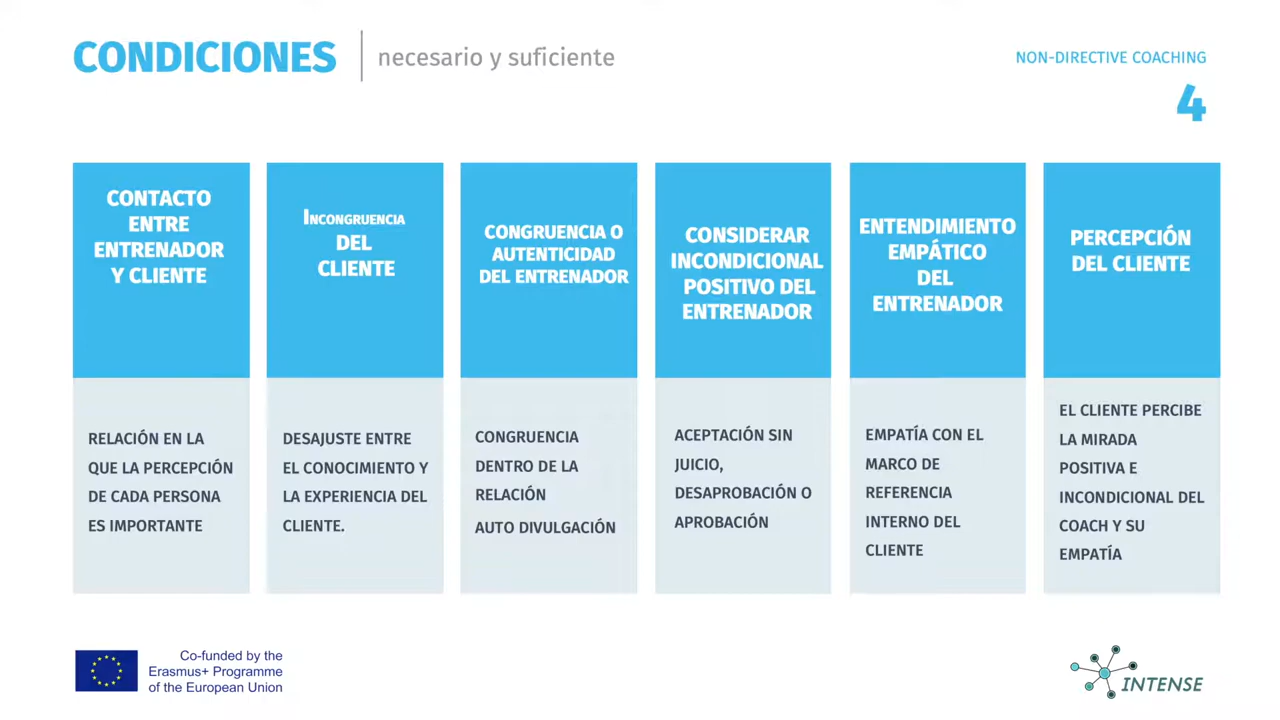 CONDICIONES
necesario y suficiente
NON-DIRECTIVE COACHING
4
CONTACTO
ENTRE
ENTRENADOR
Y CLIENTE
RELACIÓN EN LA
QUE LA PERCEPCIÓN
DE CADA PERSONA
ES IMPORTANTE
INCONGRUENCIA
DEL
CLIENTE
DESAJUSTE ENTRE
EL CONOCIMIENTO Y
LA EXPERIENCIA DEL
CLIENTE.
CONGRUENCIA O
AUTENTICIDAD
DEL ENTRENADOR
CONGRUENCIA
DENTRO DE LA
RELACIÓN
AUTO DIVULGACIÓN
CONSIDERAR
INCONDICIONAL
POSITIVO DEL
ENTRENADOR
ACEPTACIÓN SIN
JUICIO,
DESAPROBACIÓN O
APROBACIÓN
ENTENDIMIENTO
EMPÁTICO
DEL
ENTRENADOR
EMPATÍA CON EL
MARCO DE
REFERENCIA
INTERNO DEL
CLIENTE
PERCEPCIÓN
DEL CLIENTE
EL CLIENTE PERCIBE
LA MIRADA
POSITIVA E
INCONDICIONAL DEL
COACH Y SU
EMPATÍA
Co-funded by the
Erasmus+ Programme
of the European Union
INTENSE